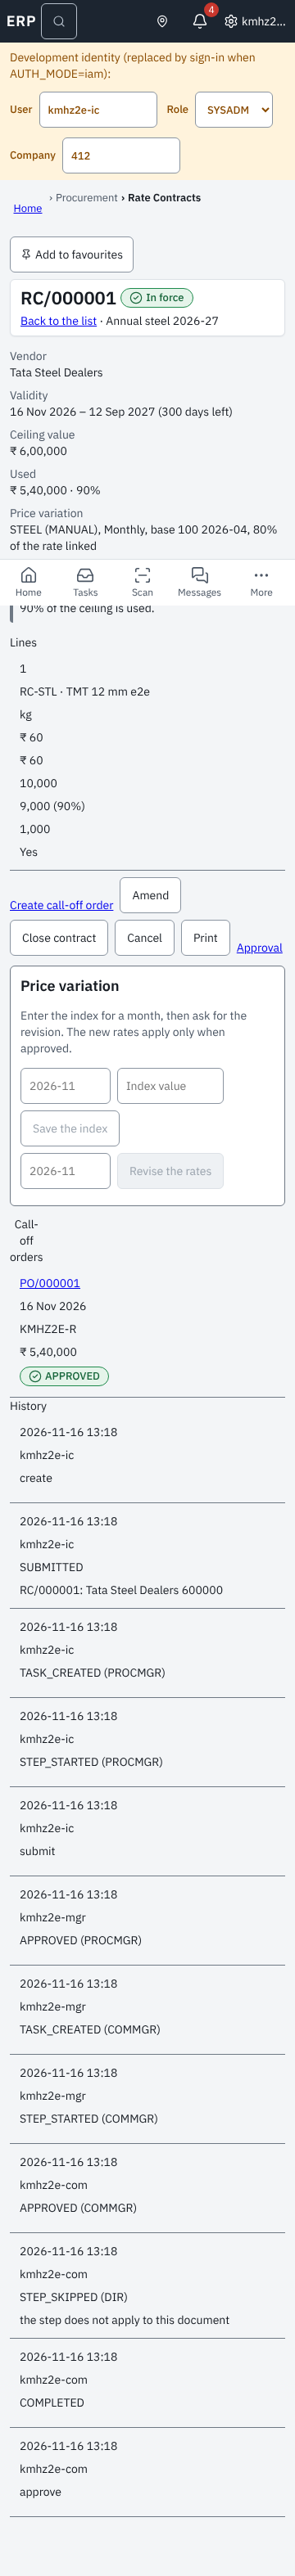 ERP
4
kmhz2...
Development identity (replaced by sign-in when
AUTH_MODE=iam):
User kmhz2e-ic Role SYSADM
Company 412
Home › Procurement › Rate Contracts
Add to favourites
RC/000001 In force
Back to the list · Annual steel 2026-27
Vendor
Tata Steel Dealers
Validity
16 Nov 2026 – 12 Sep 2027 (300 days left)
Ceiling value
₹ 6,00,000
Used
₹ 5,40,000 · 90%
Price variation
STEEL (MANUAL), Monthly, base 100 2026-04, 80%
of the rate linked
Home Tasks Scan Messages More
90% of the ceiling is used.
Lines
1
RC-STL · TMT 12 mm e2e
kg
₹ 60
₹ 60
10,000
9,000 (90%)
1,000
Yes
Create call-off order Amend
Close contract Cancel Print Approval
Price variation
Enter the index for a month, then ask for the
revision. The new rates apply only when
approved.
2026-11 Index value
Save the index
2026-11 Revise the rates
Call-
off
orders
PO/000001
16 Nov 2026
KMHZ2E-R
₹ 5,40,000
APPROVED
History
2026-11-16 13:18
kmhz2e-ic
create
2026-11-16 13:18
kmhz2e-ic
SUBMITTED
RC/000001: Tata Steel Dealers 600000
2026-11-16 13:18
kmhz2e-ic
TASK_CREATED (PROCMGR)
2026-11-16 13:18
kmhz2e-ic
STEP_STARTED (PROCMGR)
2026-11-16 13:18
kmhz2e-ic
submit
2026-11-16 13:18
kmhz2e-mgr
APPROVED (PROCMGR)
2026-11-16 13:18
kmhz2e-mgr
TASK_CREATED (COMMGR)
2026-11-16 13:18
kmhz2e-mgr
STEP_STARTED (COMMGR)
2026-11-16 13:18
kmhz2e-com
APPROVED (COMMGR)
2026-11-16 13:18
kmhz2e-com
STEP_SKIPPED (DIR)
the step does not apply to this document
2026-11-16 13:18
kmhz2e-com
COMPLETED
2026-11-16 13:18
kmhz2e-com
approve